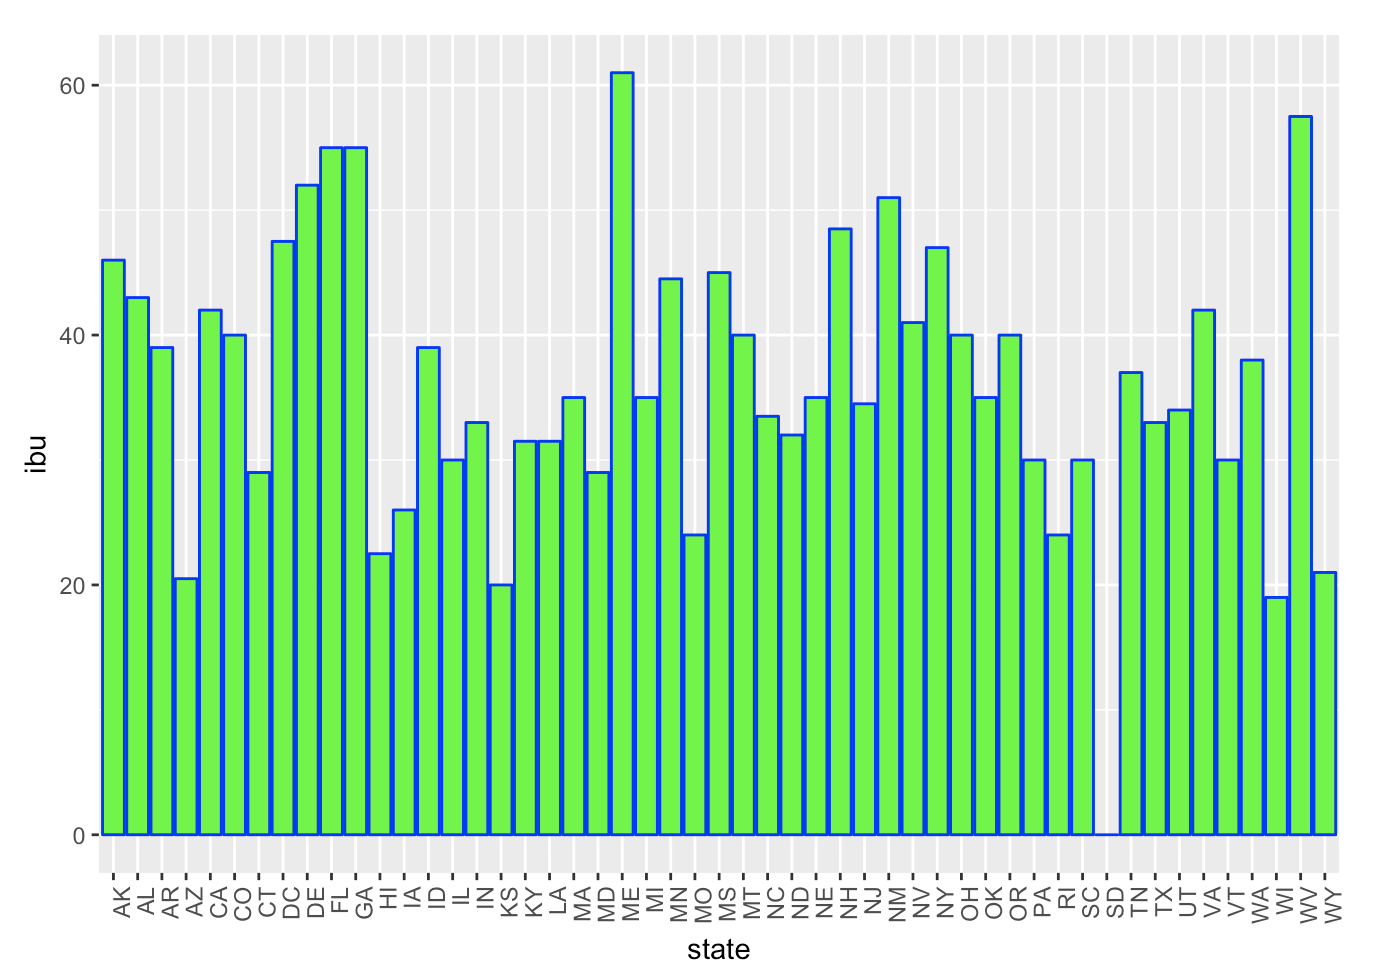 ibu
60
40
20
0
AK AL AR AZ CA CO CT DC DE FL GA HI IA ID IL IN KS KY LA MA MD ME MI MN MO MS MT NC ND NE NH NJ NM NV NY OH OK OR PA RI SC SD TN TX UT VA VT WA WI WV WY
state